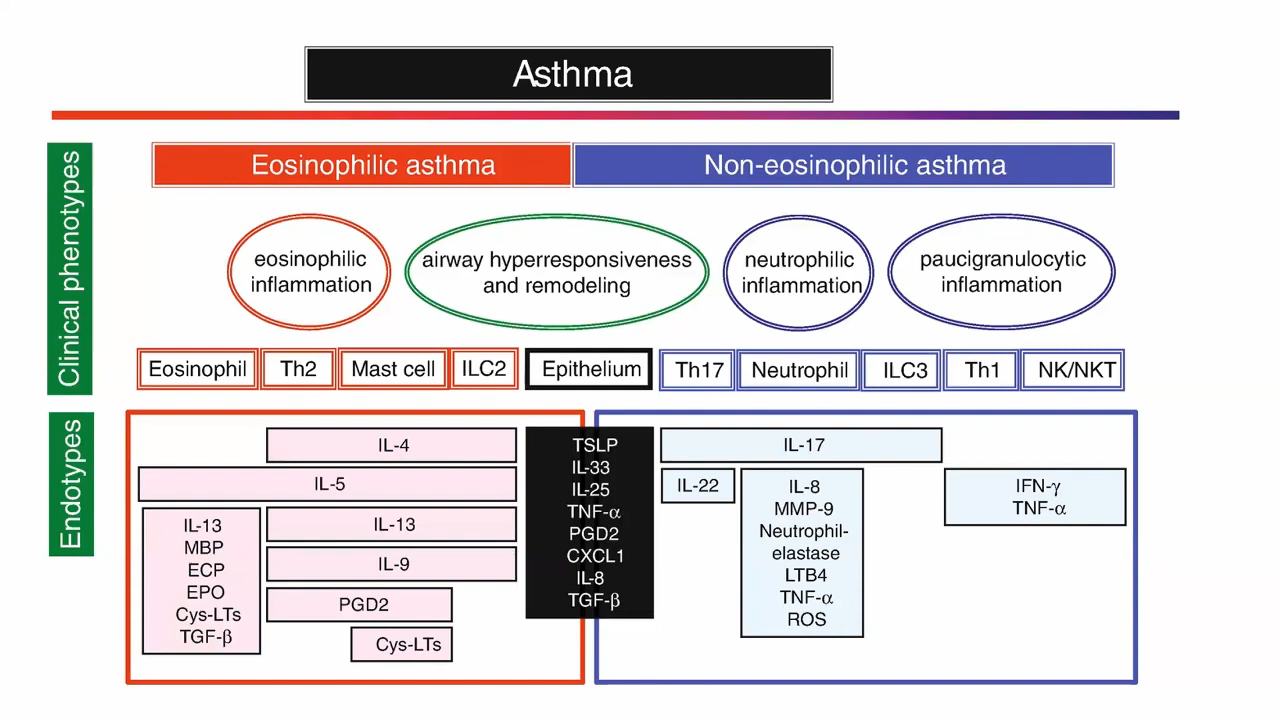 Asthma
Clinical phenotypes
Eosinophilic asthma
Non-eosinophilic asthma
eosinophilic
inflammation
airway hyperresponsiveness
and remodeling
neutrophilic
inflammation
paucigranulocytic
inflammation
Eosinophil
Th2
Mast cell
ILC2
Epithelium
Th17
Neutrophil
ILC3
Th1
NK/NKT
Endotypes
IL-4
IL-5
IL-13
MBP
ECP
EPO
Cys-LTs
TGF-β
IL-13
IL-9
PGD2
Cys-LTs
TSLP
IL-33
IL-25
TNF-α
PGD2
CXCL1
IL-8
TGF-β
IL-17
IL-22
IL-8
MMP-9
Neutrophil-
elastase
LTB4
TNF-α
ROS
IFN-γ
TNF-α